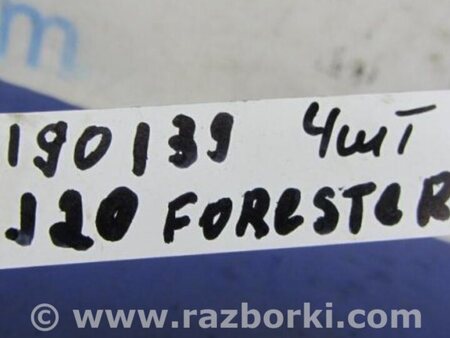 190139 4шт
J20 FORESTER
© www.razborki.com